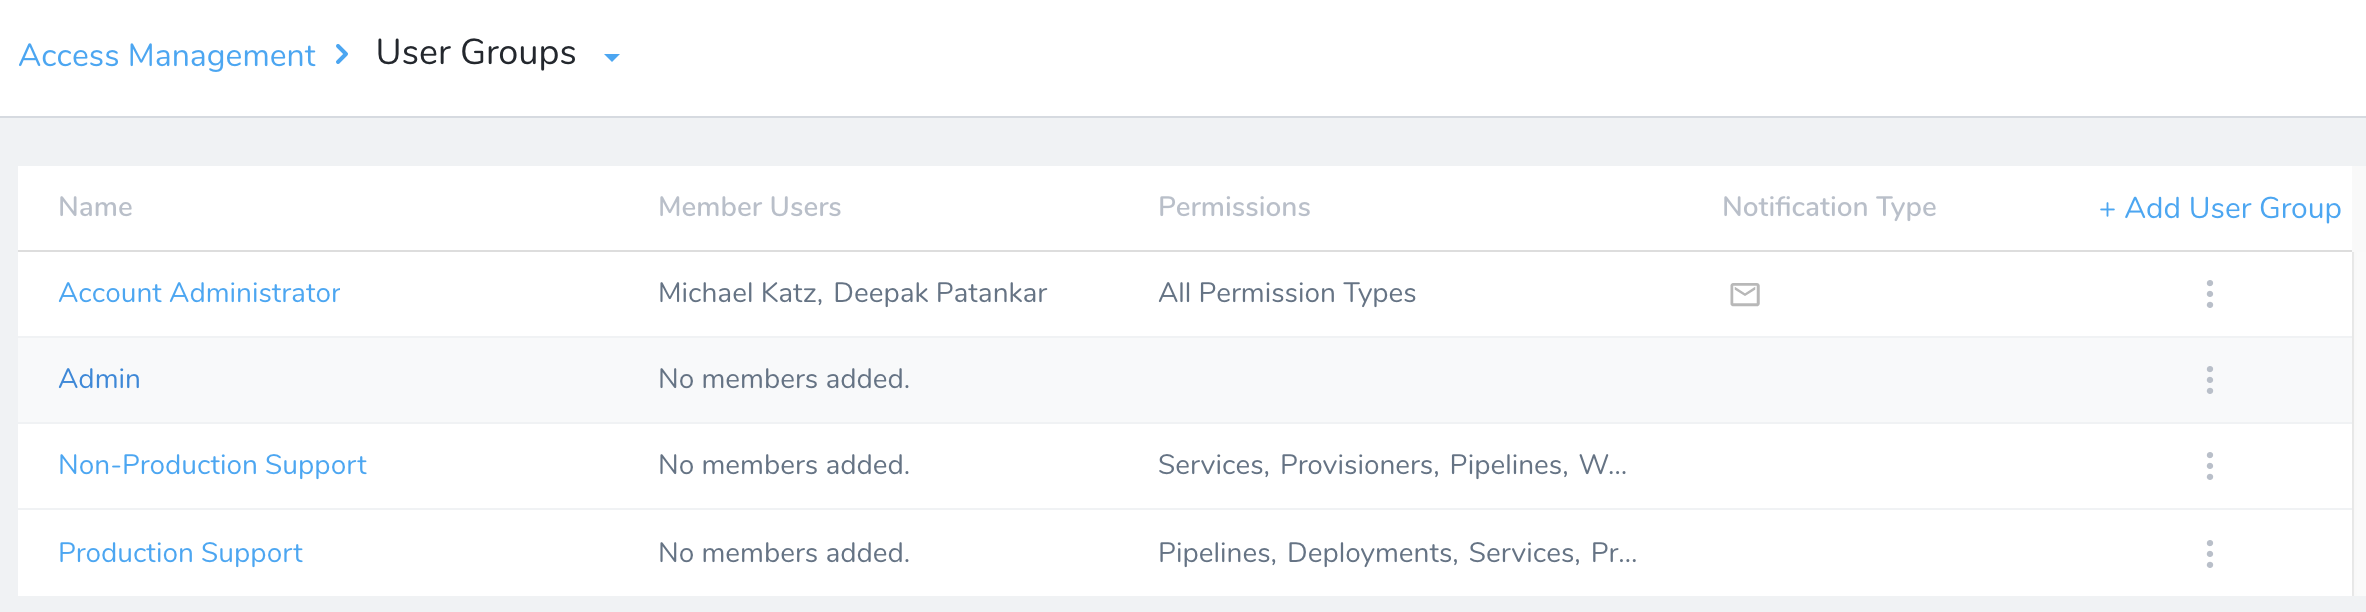 Access Management > User Groups
Name Member Users Permissions Notification Type + Add User Group
Account Administrator Michael Katz, Deepak Patankar All Permission Types
Admin No members added.
Non-Production Support No members added. Services, Provisioners, Pipelines, W...
Production Support No members added. Pipelines, Deployments, Services, Pr...